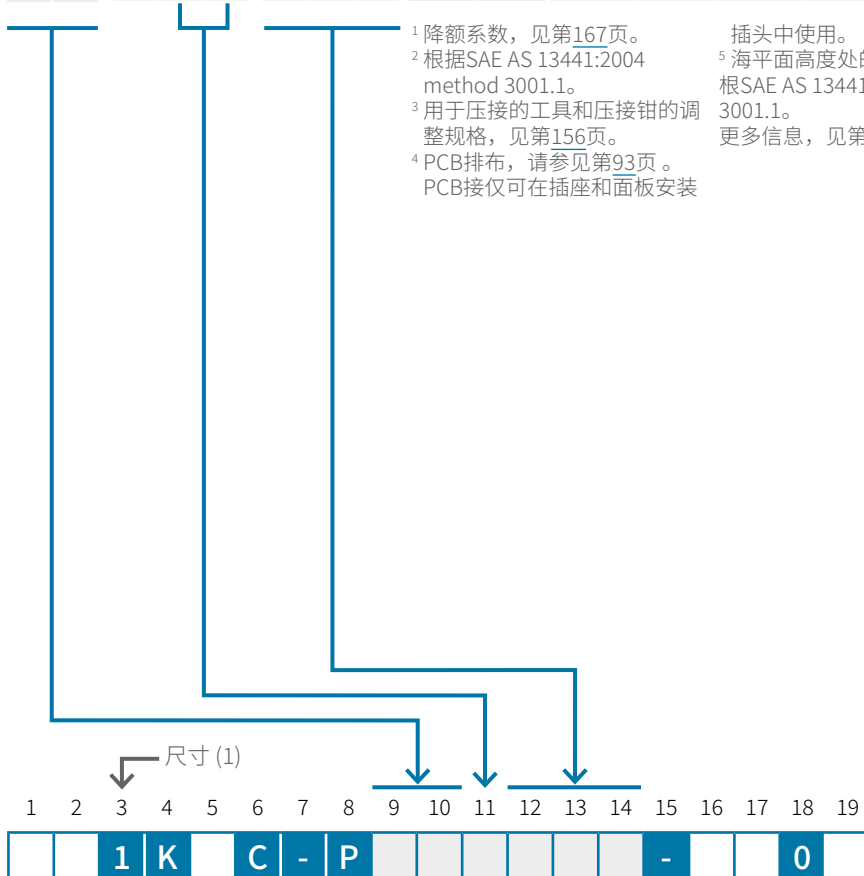 ¹ 降额系数，见第167页。
² 根据SAE AS 13441:2004
method 3001.1。
³ 用于压接的工具和压接钳的调
整规格，见第156页。
⁴ PCB排布，请参见第93页 。
PCB接仅可在插座和面板安装
插头中使用。
⁵ 海平面高度处的
根SAE AS 13441
3001.1。
更多信息，见第
尺寸 (1)
1 2 3 4 5 6 7 8 9 10 11 12 13 14 15 16 17 18 19
1 K C - P - 0